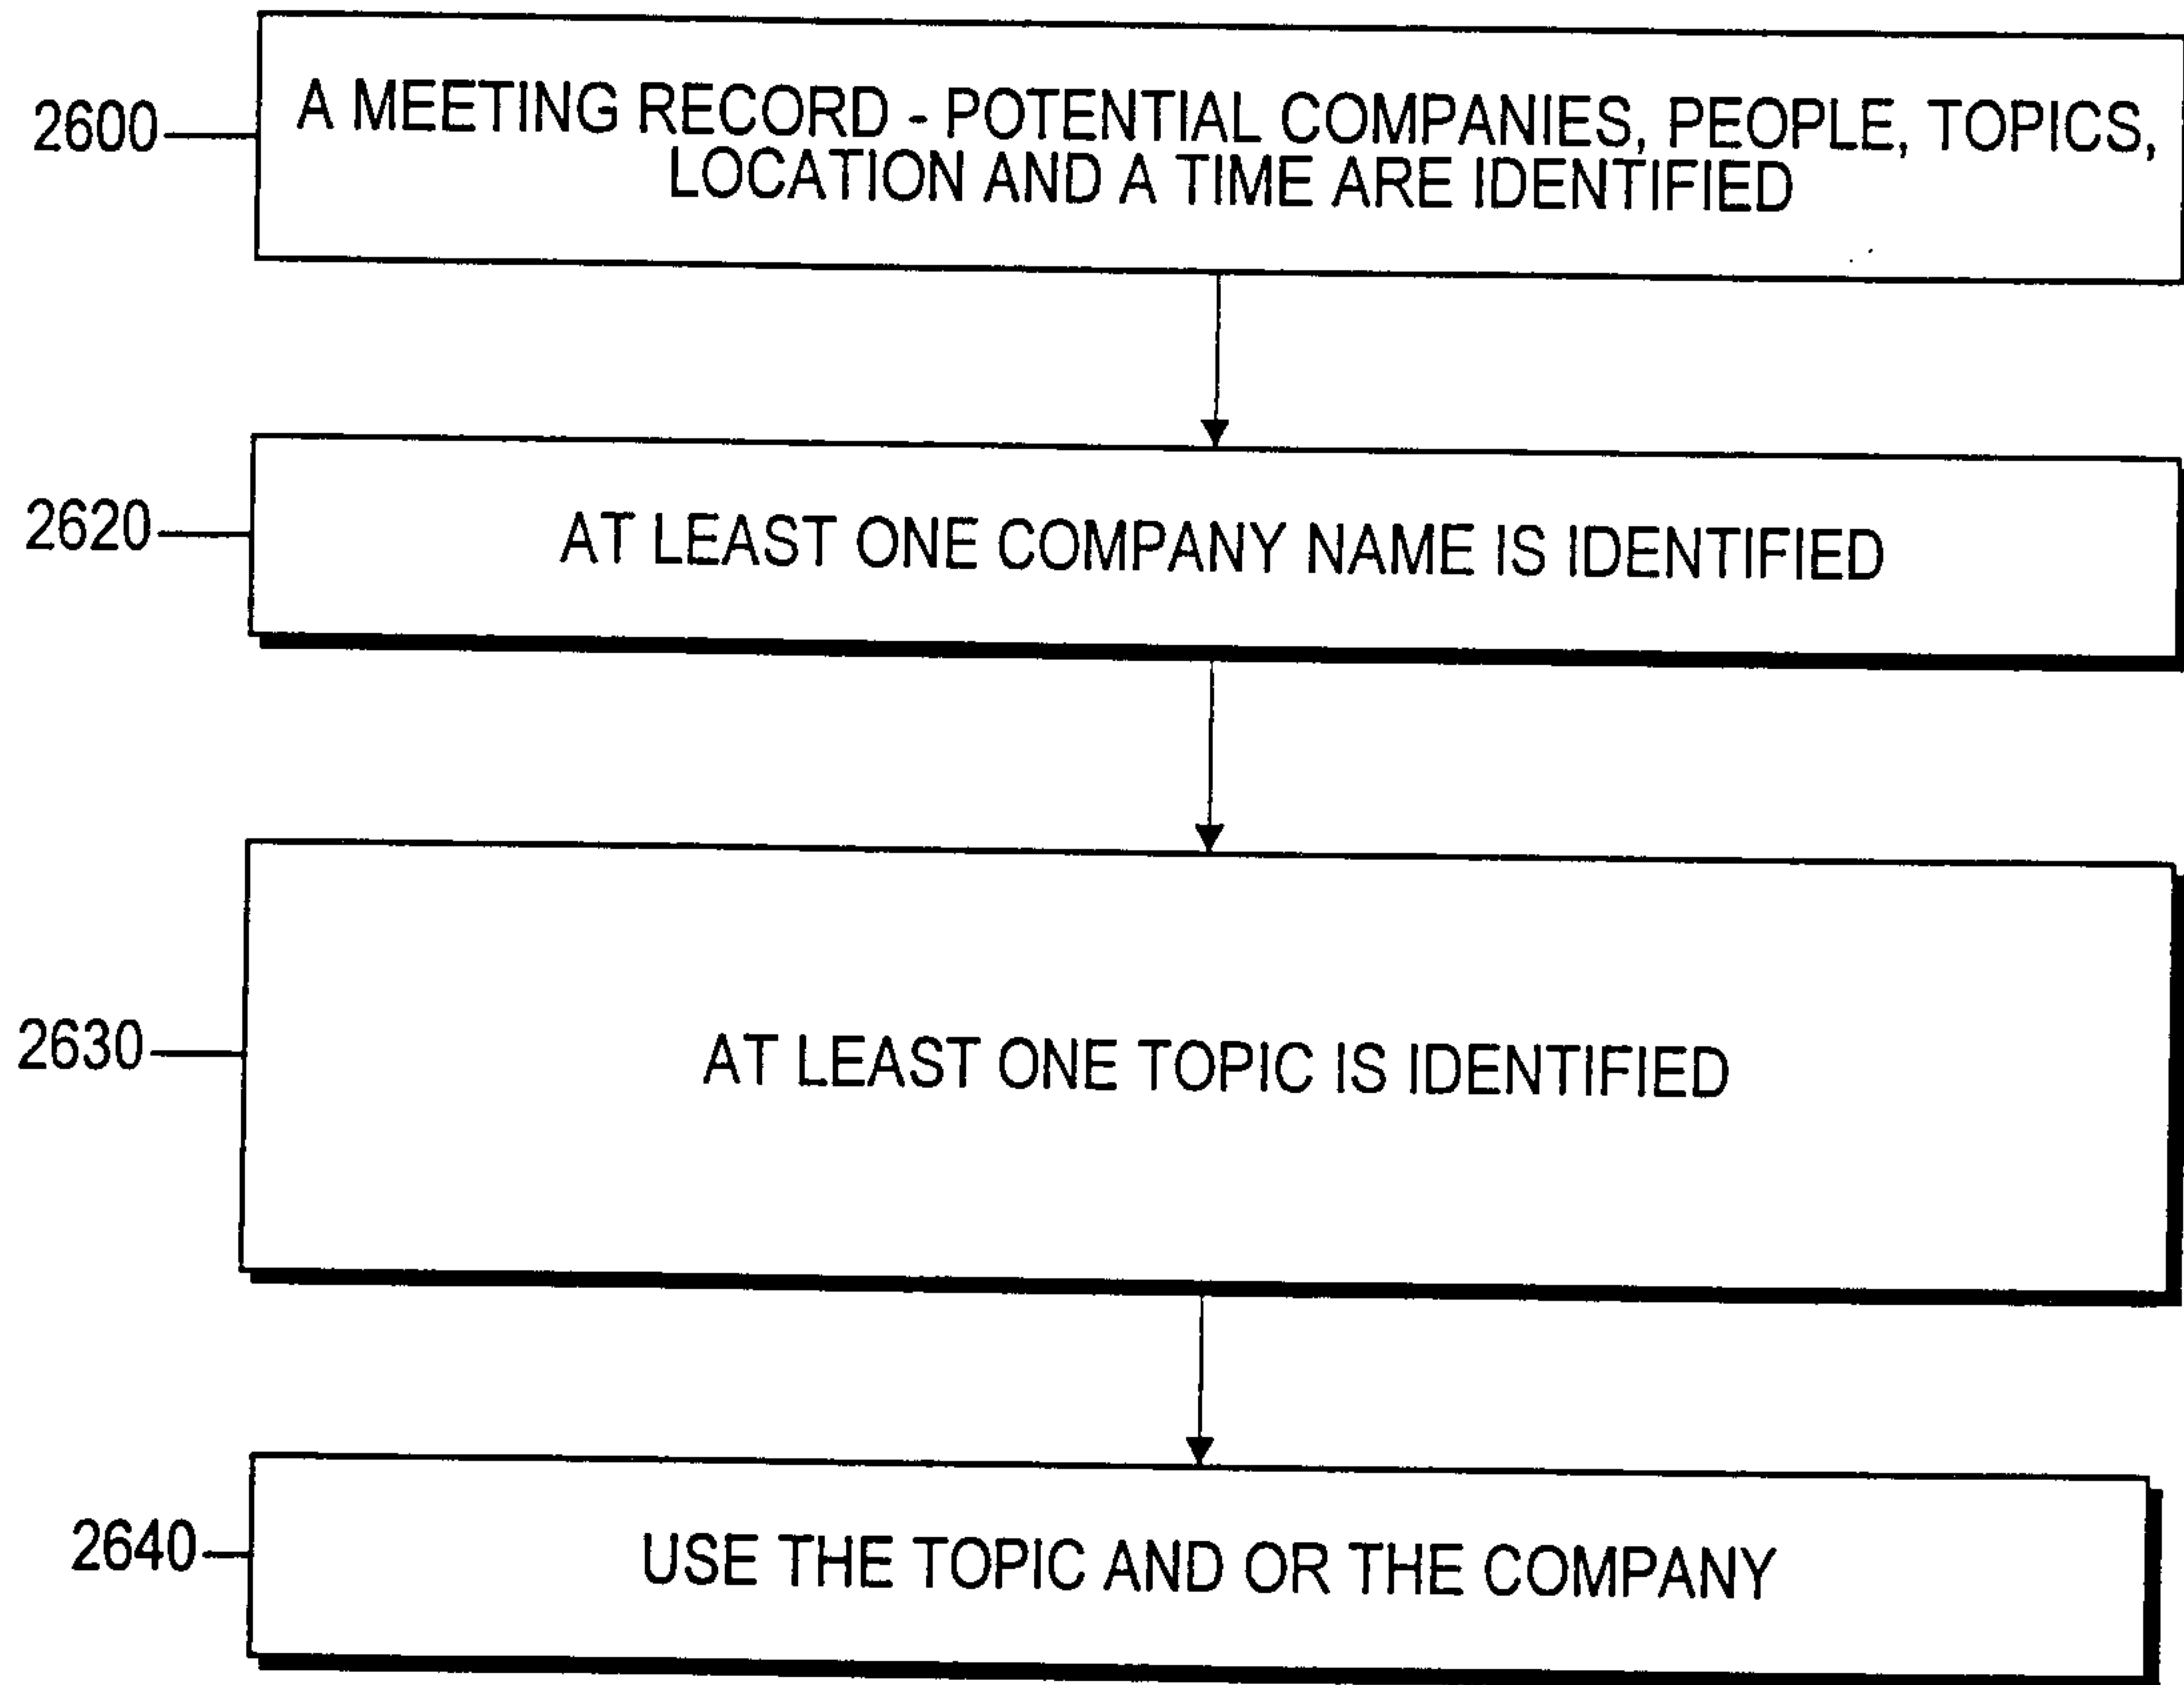 2600
A MEETING RECORD - POTENTIAL COMPANIES, PEOPLE, TOPICS,
LOCATION AND A TIME ARE IDENTIFIED
2620
AT LEAST ONE COMPANY NAME IS IDENTIFIED
2630
AT LEAST ONE TOPIC IS IDENTIFIED
2640
USE THE TOPIC AND OR THE COMPANY